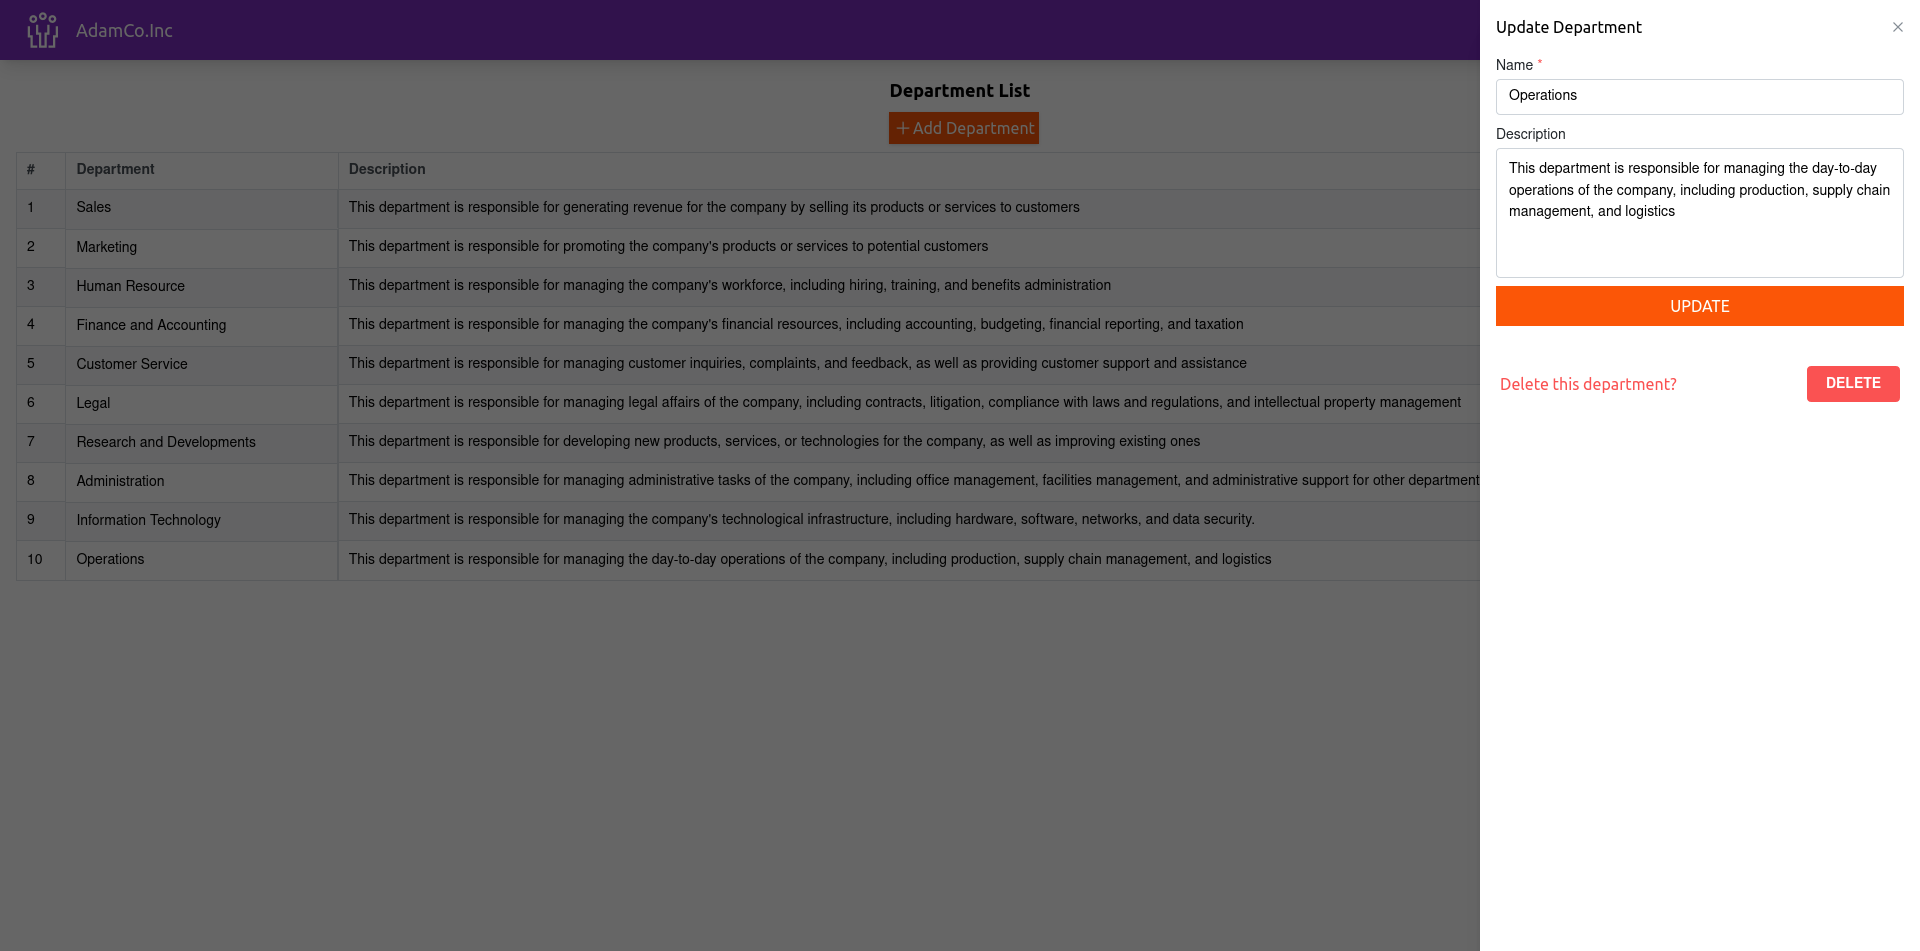 AdamCo.Inc
Department List
Add Department
# Department Description
1 Sales This department is responsible for generating revenue for the company by selling its products or services to customers
2 Marketing This department is responsible for promoting the company's products or services to potential customers
3 Human Resource This department is responsible for managing the company's workforce, including hiring, training, and benefits administration
4 Finance and Accounting This department is responsible for managing the company's financial resources, including accounting, budgeting, financial reporting, and taxation
5 Customer Service This department is responsible for managing customer inquiries, complaints, and feedback, as well as providing customer support and assistance
6 Legal This department is responsible for managing legal affairs of the company, including contracts, litigation, compliance with laws and regulations, and intellectual property management
7 Research and Developments This department is responsible for developing new products, services, or technologies for the company, as well as improving existing ones
8 Administration This department is responsible for managing administrative tasks of the company, including office management, facilities management, and administrative support for other department
9 Information Technology This department is responsible for managing the company's technological infrastructure, including hardware, software, networks, and data security.
10 Operations This department is responsible for managing the day-to-day operations of the company, including production, supply chain management, and logistics
Update Department
Name *
Operations
Description
This department is responsible for managing the day-to-day
operations of the company, including production, supply chain
management, and logistics
UPDATE
Delete this department? DELETE